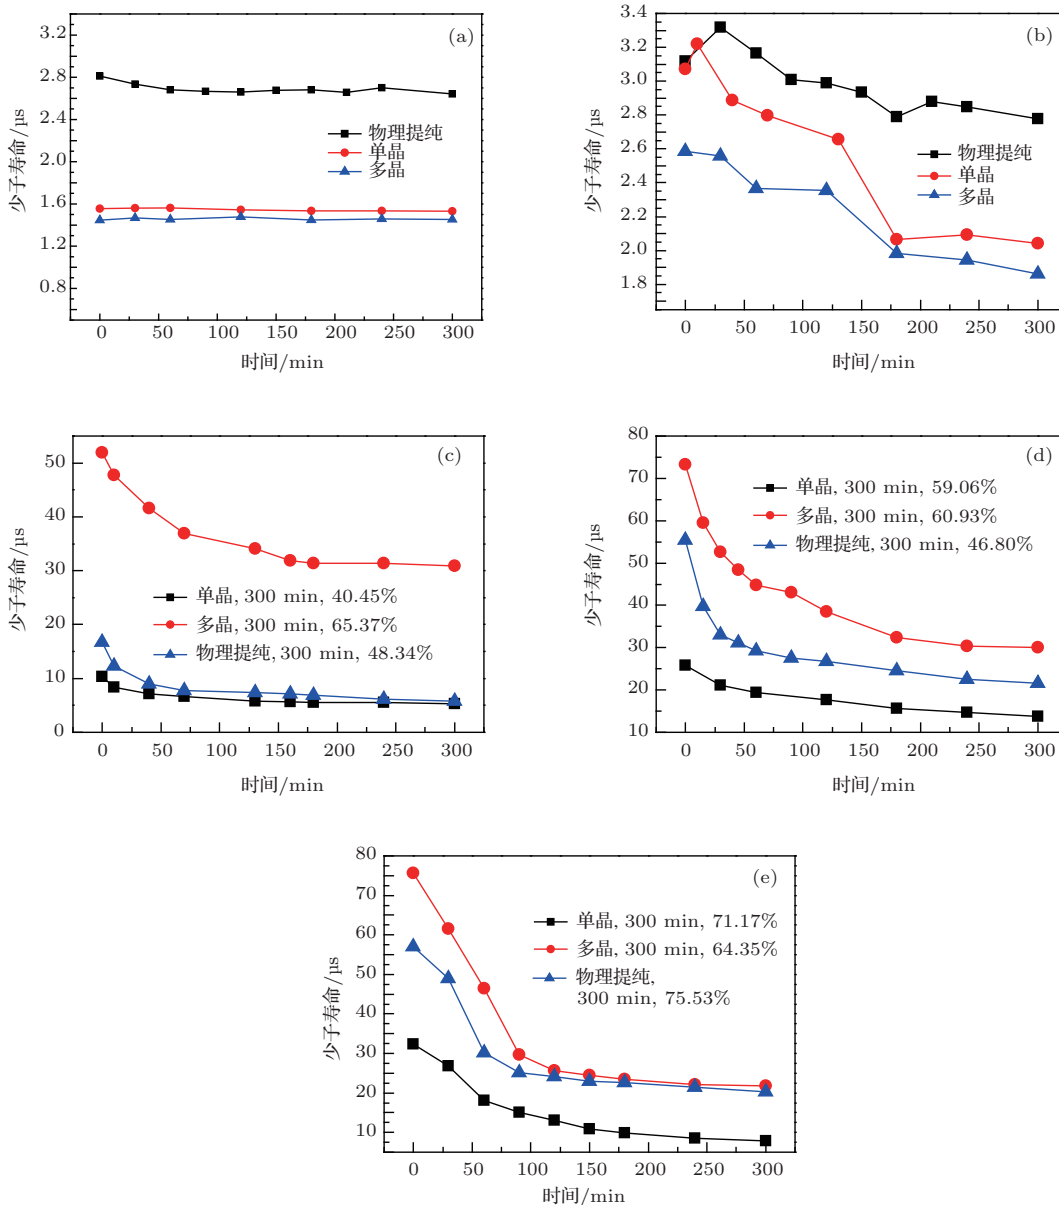 (a)
2.8
2.4
2.0
1.6
1.2
0.8
少子寿命/μs
物理提纯
单晶
多晶
0 50 100 150 200 250 300
时间/min
(b)
3.4
3.2
3.0
2.8
2.6
2.4
2.2
2.0
1.8
少子寿命/μs
物理提纯
单晶
多晶
0 50 100 150 200 250 300
时间/min
(c)
50
40
30
20
10
0
少子寿命/μs
单晶, 300 min, 40.45%
多晶, 300 min, 65.37%
物理提纯, 300 min, 48.34%
0 50 100 150 200 250 300
时间/min
(d)
80
70
60
50
40
30
20
10
少子寿命/μs
单晶, 300 min, 59.06%
多晶, 300 min, 60.93%
物理提纯, 300 min, 46.80%
0 50 100 150 200 250 300
时间/min
(e)
80
70
60
50
40
30
20
10
少子寿命/μs
单晶, 300 min, 71.17%
多晶, 300 min, 64.35%
物理提纯,
300 min, 75.53%
0 50 100 150 200 250 300
时间/min